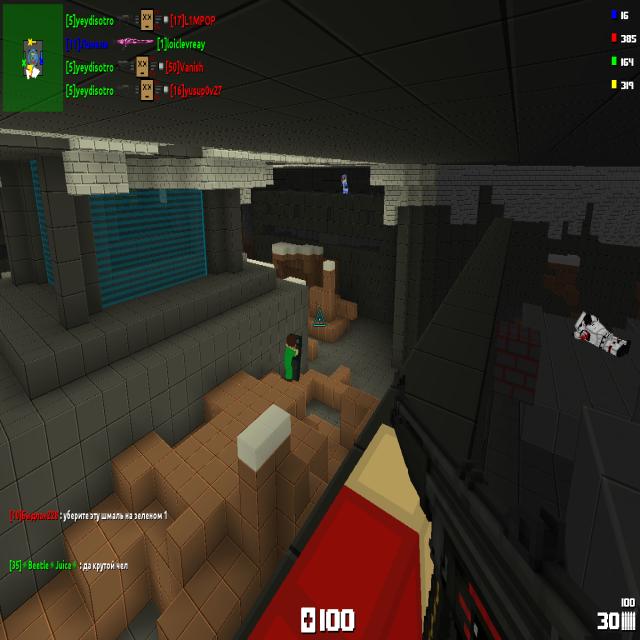 [5]yeydisotro [17]L1MPOP
[1]oiclevreay
[5]yeydisotro [50]Vanish
[5]yeydisotro [16]yusup0v27
16
385
164
319
: уберите эту шмаль на зеленом 1
[35]☀Beetle☀Juice☀ : да крутой чел
100
100
30